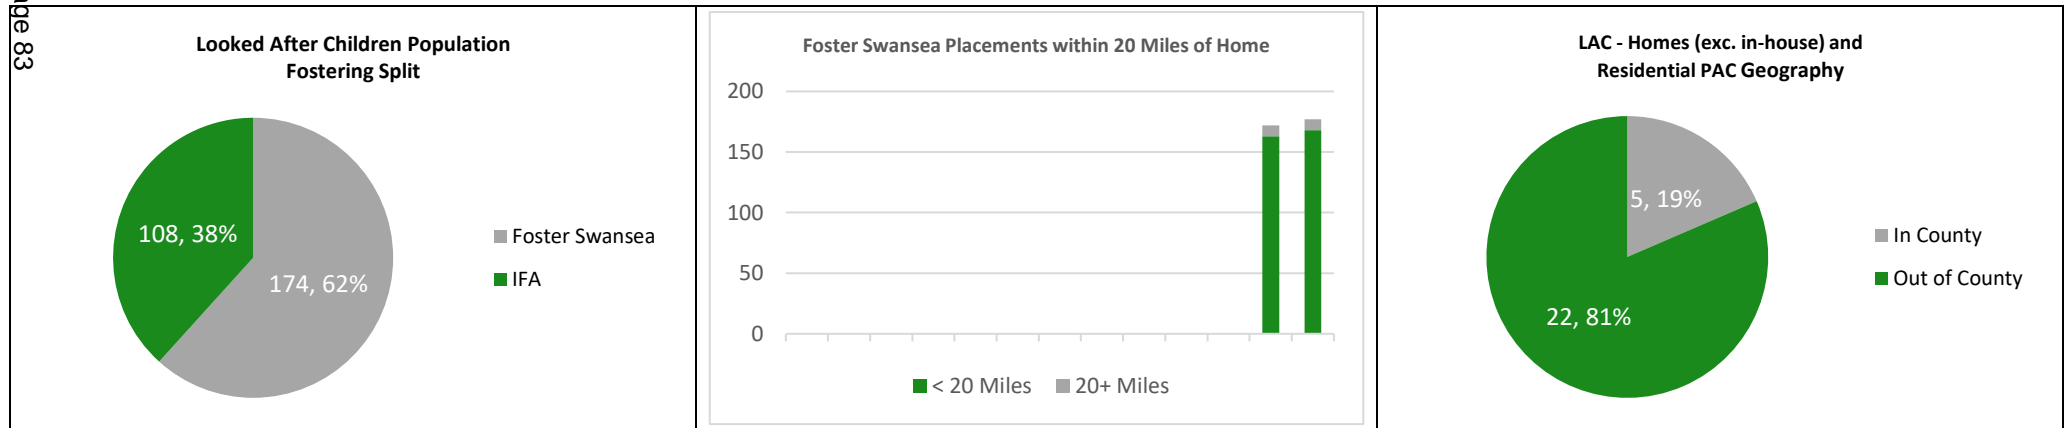 age 83
Looked After Children Population
Fostering Split
108, 38%
174, 62%
Foster Swansea
IFA
Foster Swansea Placements within 20 Miles of Home
200
150
100
50
0
< 20 Miles 20+ Miles
LAC - Homes (exc. in-house) and
Residential PAC Geography
5, 19%
22, 81%
In County
Out of County